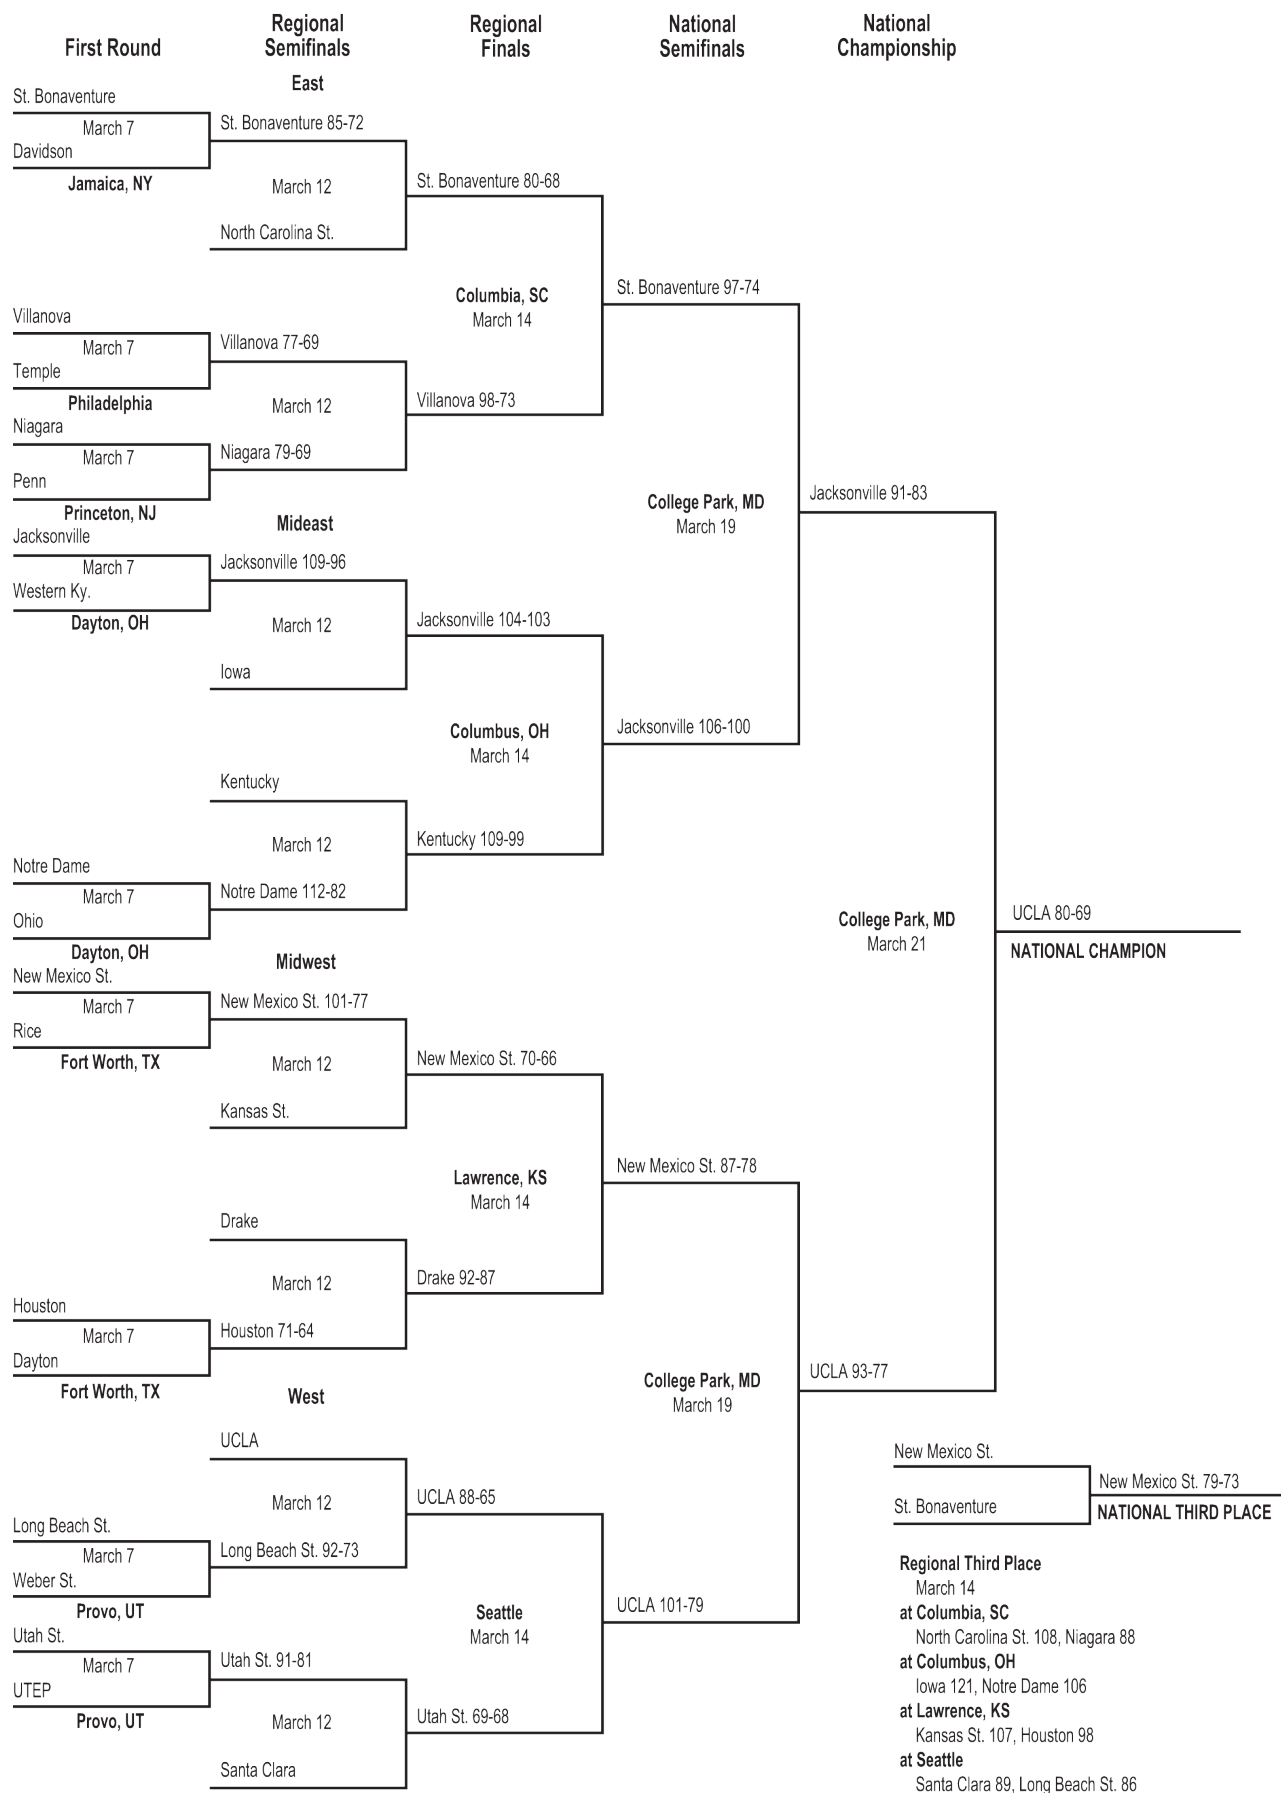 First Round
Regional
Semifinals
Regional
Finals
National
Semifinals
National
Championship
East
St. Bonaventure
March 7
Davidson
Jamaica, NY
St. Bonaventure 85-72
March 12
North Carolina St.
St. Bonaventure 80-68
Columbia, SC
March 14
St. Bonaventure 97-74
Villanova
March 7
Temple
Philadelphia
Villanova 77-69
March 12
Villanova 98-73
Niagara
March 7
Penn
Princeton, NJ
Niagara 79-69
College Park, MD
March 19
Jacksonville 91-83
Mideast
Jacksonville
March 7
Western Ky.
Dayton, OH
Jacksonville 109-96
March 12
Iowa
Jacksonville 104-103
Columbus, OH
March 14
Jacksonville 106-100
Kentucky
March 12
Kentucky 109-99
Notre Dame
March 7
Ohio
Dayton, OH
Notre Dame 112-82
College Park, MD
March 21
UCLA 80-69
NATIONAL CHAMPION
Midwest
New Mexico St.
March 7
Rice
Fort Worth, TX
New Mexico St. 101-77
March 12
Kansas St.
New Mexico St. 70-66
Lawrence, KS
March 14
New Mexico St. 87-78
Drake
March 12
Drake 92-87
Houston
March 7
Dayton
Fort Worth, TX
Houston 71-64
College Park, MD
March 19
UCLA 93-77
West
UCLA
March 12
UCLA 88-65
Long Beach St.
March 7
Weber St.
Provo, UT
Long Beach St. 92-73
Seattle
March 14
UCLA 101-79
Utah St.
March 7
UTEP
Provo, UT
Utah St. 91-81
March 12
Utah St. 69-68
Santa Clara
New Mexico St.
St. Bonaventure
New Mexico St. 79-73
NATIONAL THIRD PLACE
Regional Third Place
March 14
at Columbia, SC
North Carolina St. 108, Niagara 88
at Columbus, OH
Iowa 121, Notre Dame 106
at Lawrence, KS
Kansas St. 107, Houston 98
at Seattle
Santa Clara 89, Long Beach St. 86